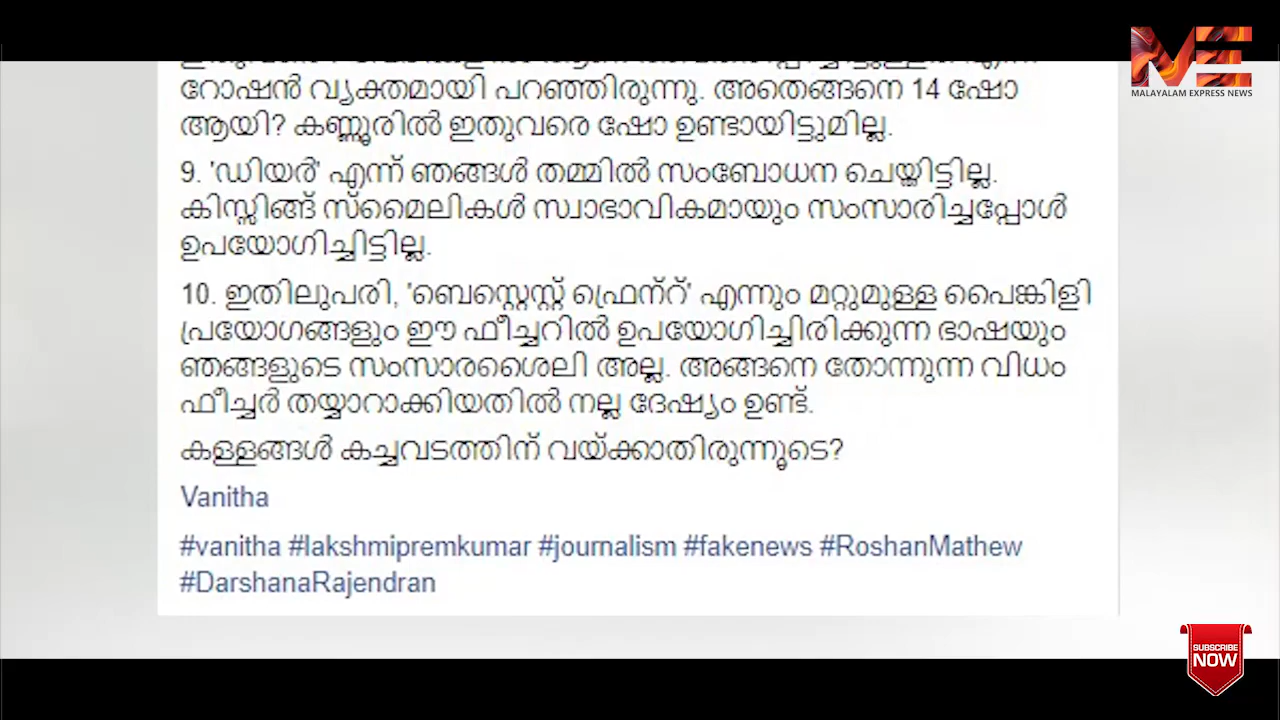 റോഷൻ വ്യക്തമായി പറഞ്ഞിരുന്നു. അതെങ്ങനെ 14 ഷോ
ആയി? കണ്ണൂരിൽ ഇതുവരെ ഷോ ഉണ്ടായിട്ടുമില്ല.
9. 'ഡിയർ' എന്ന് ഞങ്ങൾ തമ്മിൽ സംബോധന ചെയ്തിട്ടില്ല.
കിസ്സിങ്ങ് സ്മൈലികൾ സ്വാഭാവികമായും സംസാരിച്ചപ്പോൾ
ഉപയോഗിച്ചിട്ടില്ല.
10. ഇതിലുപരി, 'ബെസ്റ്റെസ്റ്റ് ഫ്രെന്റ്' എന്നും മറ്റുമുള്ള പൈങ്കിളി
പ്രയോഗങ്ങളും ഈ ഫീച്ചറിൽ ഉപയോഗിച്ചിരിക്കുന്ന ഭാഷയും
ഞങ്ങളുടെ സംസാരശൈലി അല്ല. അങ്ങനെ തോന്നുന്ന വിധം
ഫീച്ചർ തയ്യാറാക്കിയതിൽ നല്ല ദേഷ്യം ഉണ്ട്.
കള്ളങ്ങൾ കച്ചവടത്തിന് വയ്ക്കാതിരുന്നൂടെ?
Vanitha
#vanitha #lakshmipremkumar #journalism #fakenews #RoshanMathew
#DarshanaRajendran
ME
MALAYALAM EXPRESS NEWS
SUBSCRIBE
NOW